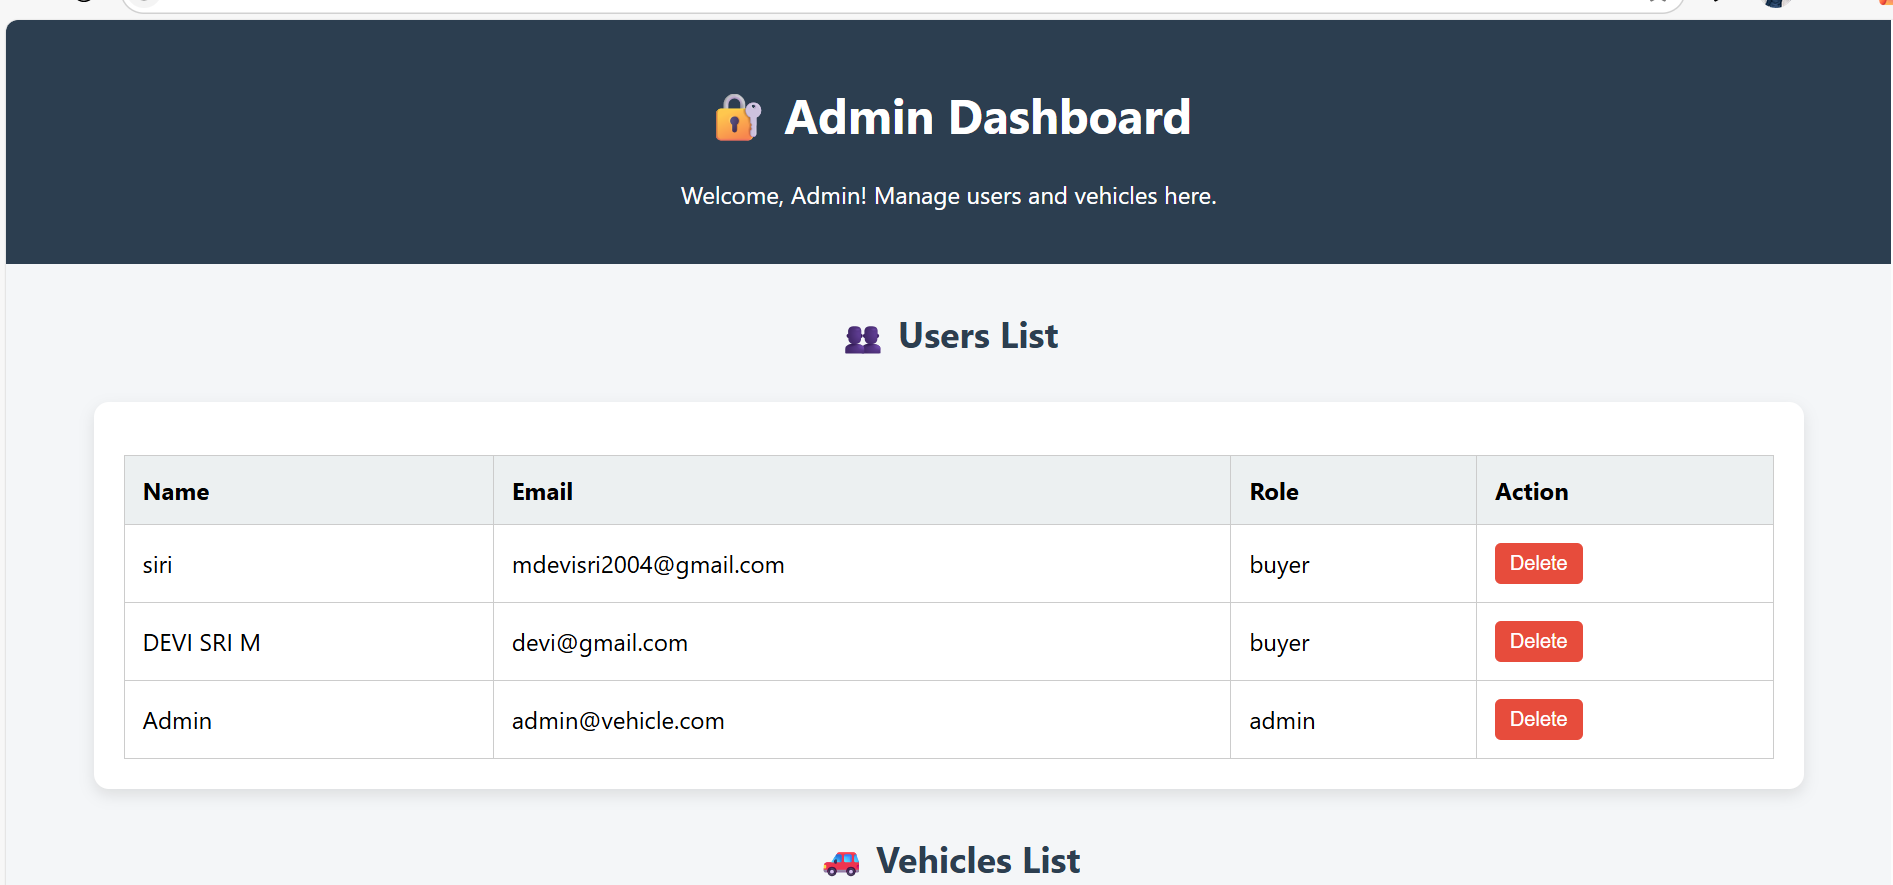 Admin Dashboard
Welcome, Admin! Manage users and vehicles here.
Users List
Name Email Role Action
siri mdevisri2004@gmail.com buyer Delete
DEVI SRI M devi@gmail.com buyer Delete
Admin admin@vehicle.com admin Delete
Vehicles List